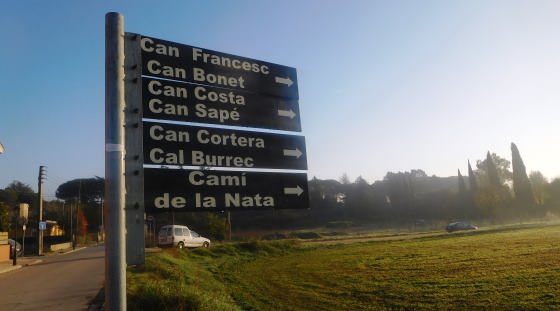 Can Francesc
Can Bonet
Can Costa
Can Sapé
Can Cortera
Cal Burrec
Camí
de la Nata